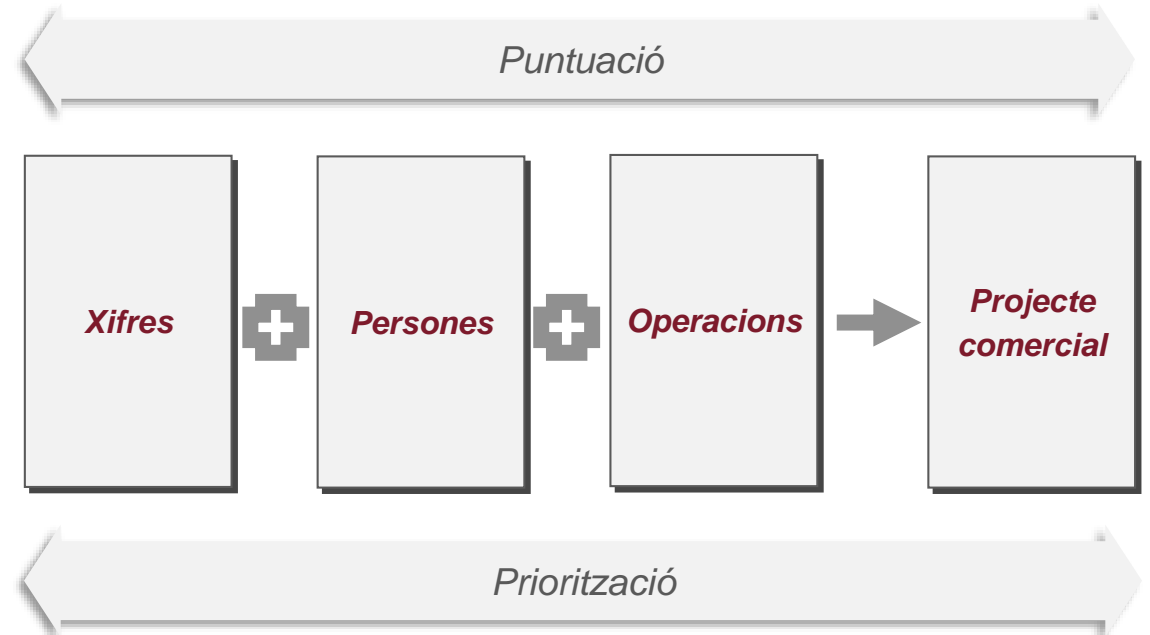 Puntuació
Xifres
Persones
Operacions
Projecte
comercial
Priorització